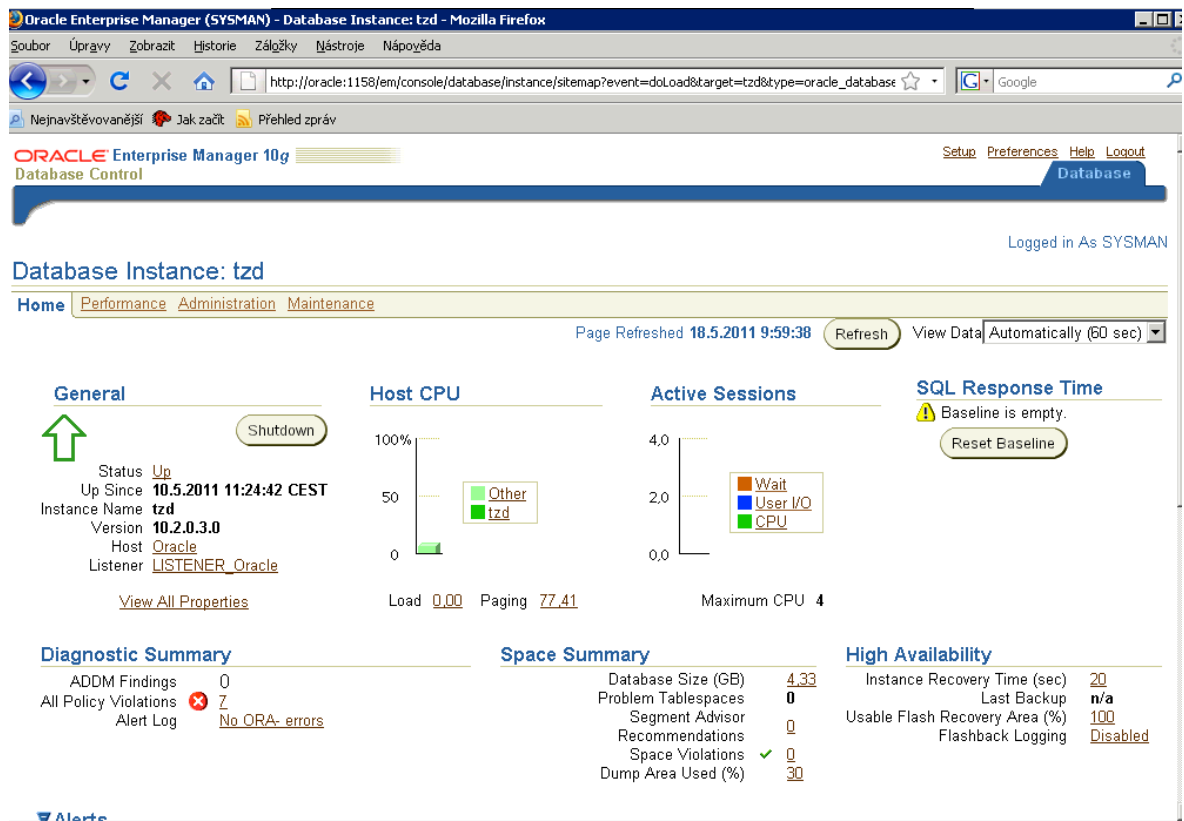 Oracle Enterprise Manager (SYSMAN) - Database Instance: tzd - Mozilla Firefox
Soubor Úpravy Zobrazit Historie Záložky Nástroje Nápověda
http://oracle:1158/em/console/database/instance/sitemap?event=doLoad&target=tzd&type=oracle_database
G Google
Nejnavštěvovanější Jak začít Přehled zpráv
ORACLE Enterprise Manager 10g
Database Control
Setup Preferences Help Logout
Database
Logged in As SYSMAN
Database Instance: tzd
Home Performance Administration Maintenance
Page Refreshed 18.5.2011 9:59:38 Refresh View Data Automatically (60 sec)
General
Shutdown
Status Up
Up Since 10.5.2011 11:24:42 CEST
Instance Name tzd
Version 10.2.0.3.0
Host Oracle
Listener LISTENER_Oracle
View All Properties
Host CPU
100%
50
0
Other
tzd
Load 0,00 Paging 77,41
Active Sessions
4,0
2,0
0,0
Wait
User I/O
CPU
Maximum CPU 4
SQL Response Time
Baseline is empty.
Reset Baseline
Diagnostic Summary
ADDM Findings 0
All Policy Violations 7
Alert Log No ORA- errors
Space Summary
Database Size (GB) 4,33
Problem Tablespaces 0
Segment Advisor
Recommendations 0
Space Violations 0
Dump Area Used (%) 30
High Availability
Instance Recovery Time (sec) 20
Last Backup n/a
Usable Flash Recovery Area (%) 100
Flashback Logging Disabled
Alerts